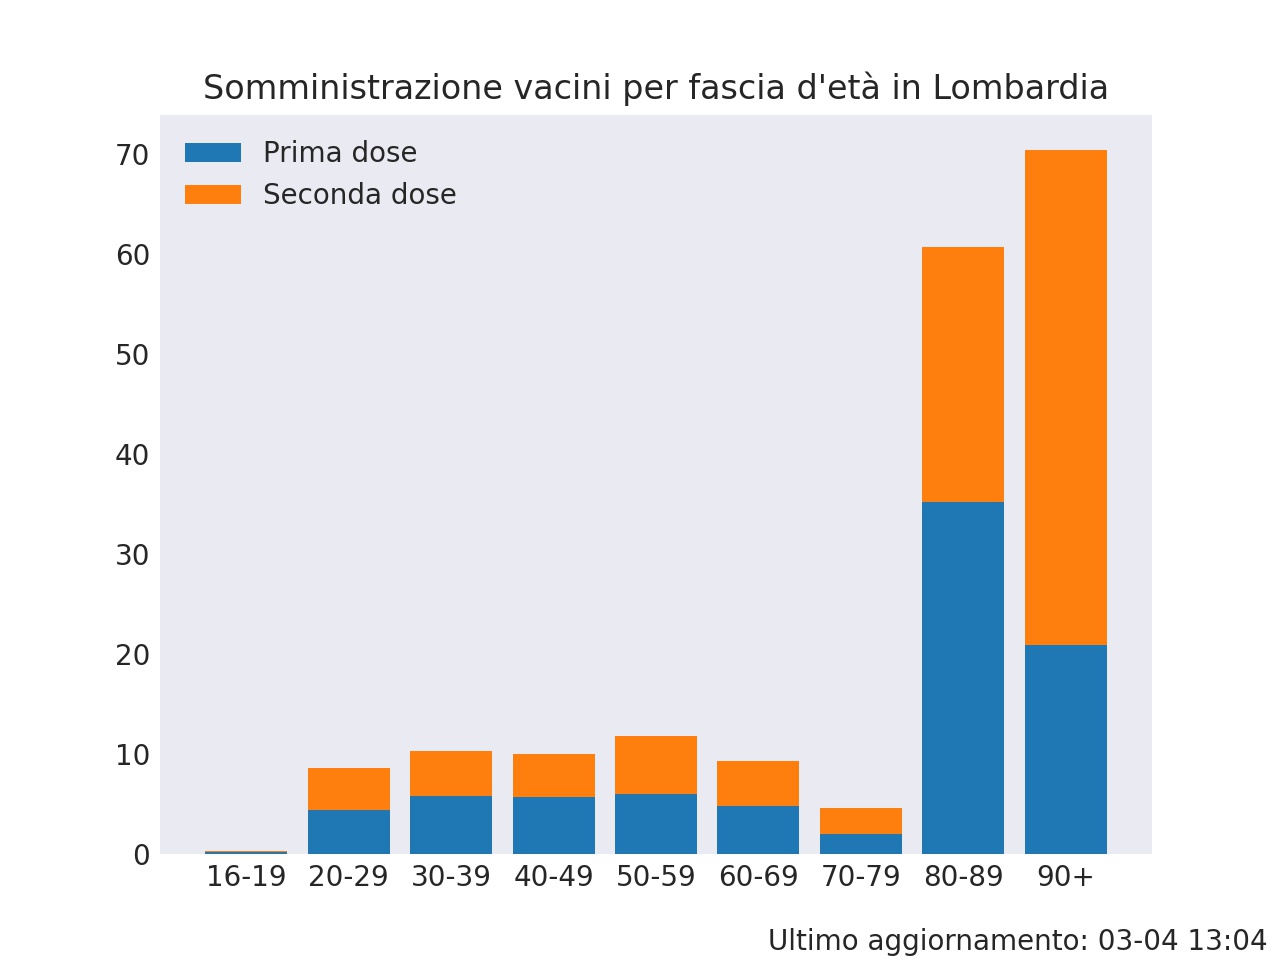 Somministrazione vacini per fascia d'età in Lombardia
Prima dose
Seconda dose
70
60
50
40
30
20
10
0
16-19 20-29 30-39 40-49 50-59 60-69 70-79 80-89 90+
Ultimo aggiornamento: 03-04 13:04